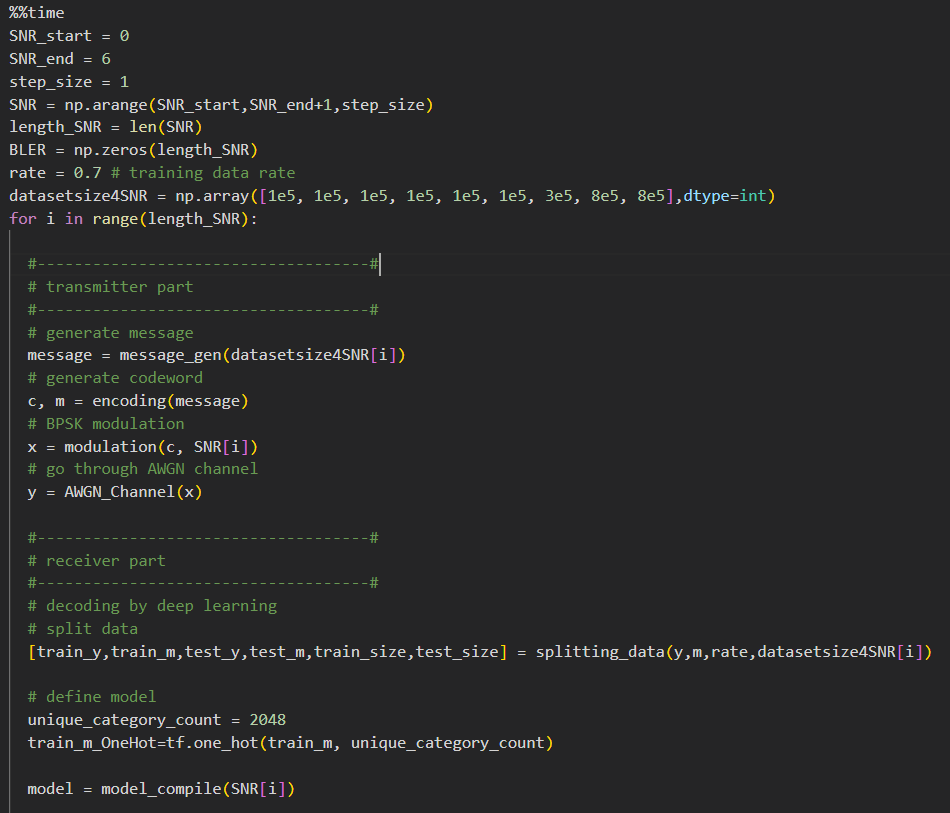 %%time
SNR_start = 0
SNR_end = 6
step_size = 1
SNR = np.arange(SNR_start,SNR_end+1,step_size)
length_SNR = len(SNR)
BLER = np.zeros(length_SNR)
rate = 0.7 # training data rate
datasetsize4SNR = np.array([1e5, 1e5, 1e5, 1e5, 1e5, 1e5, 3e5, 8e5, 8e5],dtype=int)
for i in range(length_SNR):
#------------------------------------#
# transmitter part
#------------------------------------#
# generate message
message = message_gen(datasetsize4SNR[i])
# generate codeword
c, m = encoding(message)
# BPSK modulation
x = modulation(c, SNR[i])
# go through AWGN channel
y = AWGN_Channel(x)
#------------------------------------#
# receiver part
#------------------------------------#
# decoding by deep learning
# split data
[train_y,train_m,test_y,test_m,train_size,test_size] = splitting_data(y,m,rate,datasetsize4SNR[i])
# define model
unique_category_count = 2048
train_m_OneHot=tf.one_hot(train_m, unique_category_count)
model = model_compile(SNR[i])